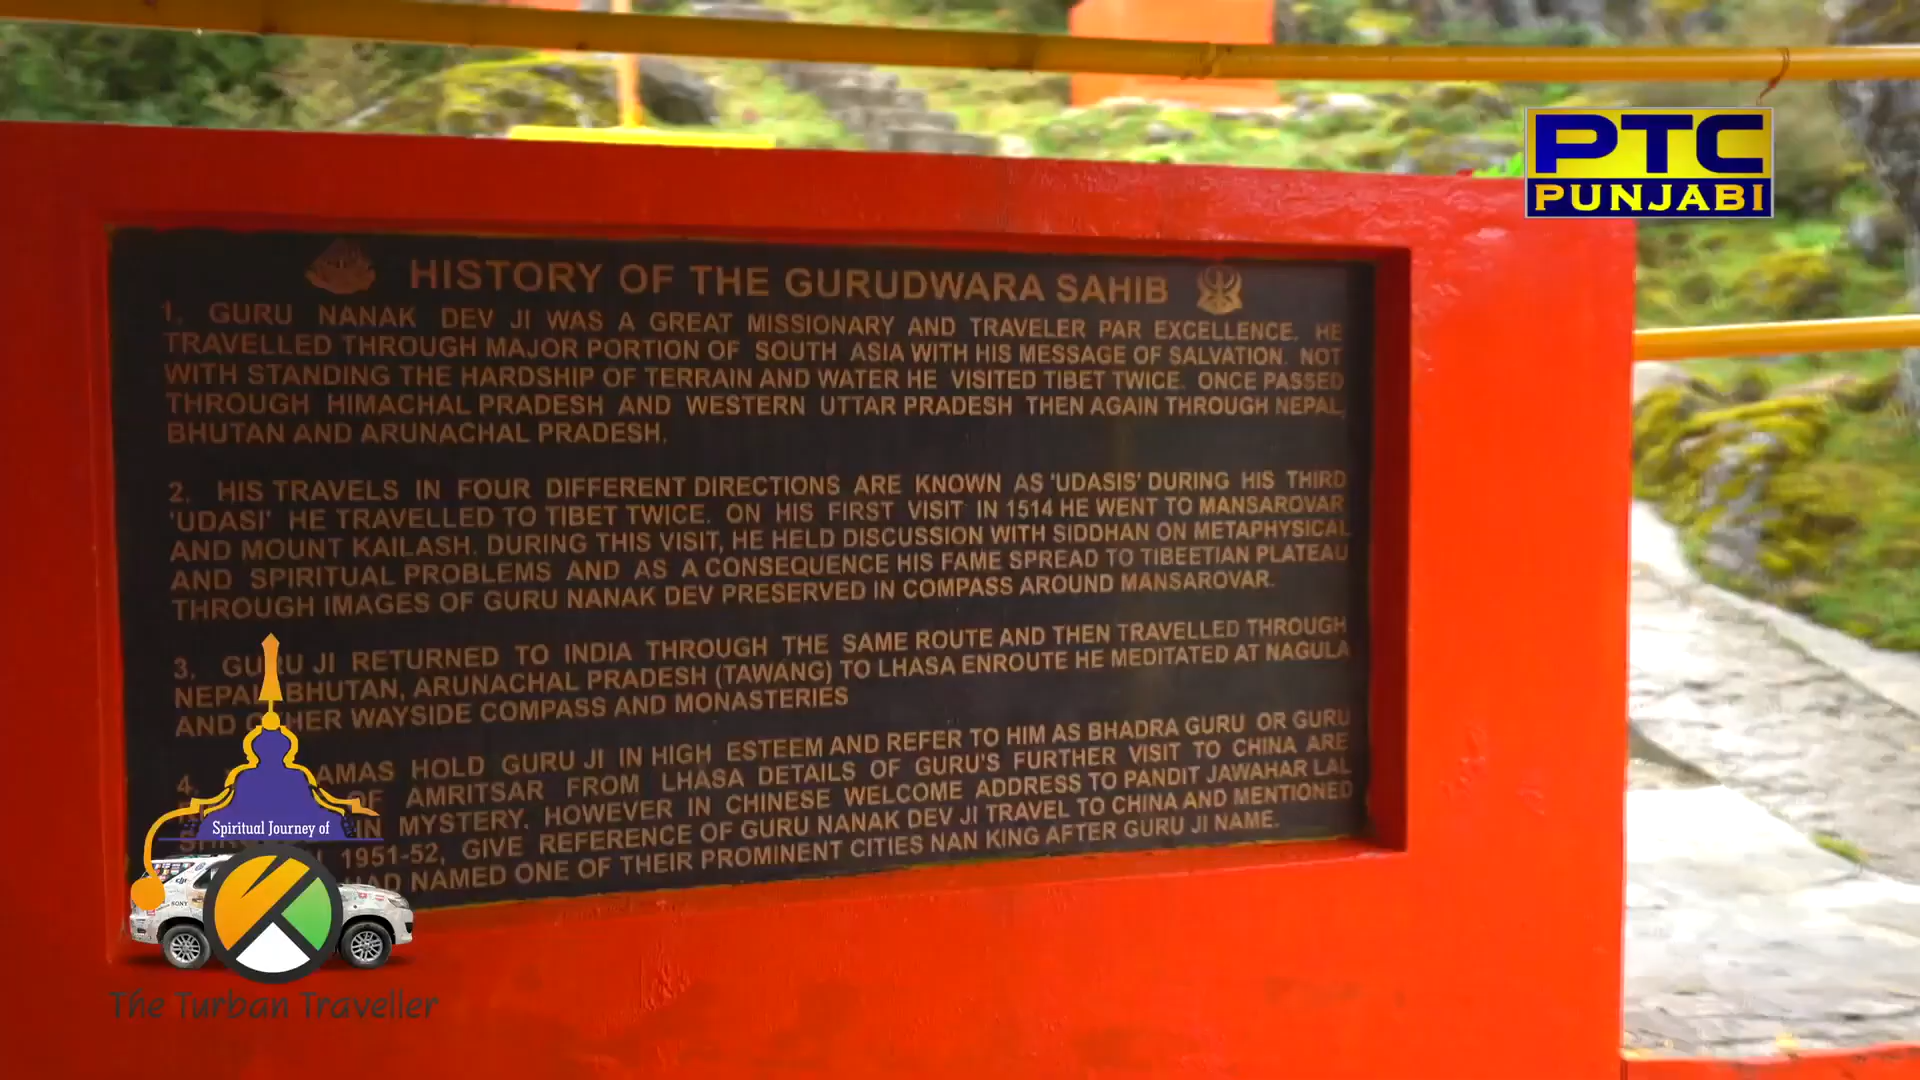 PTC
PUNJABI
HISTORY OF THE GURUDWARA SAHIB
1. GURU NANAK DEV JI WAS A GREAT MISSIONARY AND TRAVELER PAR EXCELLENCE. HE
TRAVELLED THROUGH MAJOR PORTION OF SOUTH ASIA WITH HIS MESSAGE OF SALVATION. NOT
WITH STANDING THE HARDSHIP OF TERRAIN AND WATER HE VISITED TIBET TWICE. ONCE PASSED
THROUGH HIMACHAL PRADESH AND WESTERN UTTAR PRADESH THEN AGAIN THROUGH NEPAL,
BHUTAN AND ARUNACHAL PRADESH.
2. HIS TRAVELS IN FOUR DIFFERENT DIRECTIONS ARE KNOWN AS 'UDASIS' DURING HIS THIRD
'UDASI' HE TRAVELLED TO TIBET TWICE. ON HIS FIRST VISIT IN 1514 HE WENT TO MANSAROVAR
AND MOUNT KAILASH. DURING THIS VISIT, HE HELD DISCUSSION WITH SIDDHAN ON METAPHYSICAL
AND SPIRITUAL PROBLEMS AND AS A CONSEQUENCE HIS FAME SPREAD TO TIBEETIAN PLATEAU
THROUGH IMAGES OF GURU NANAK DEV PRESERVED IN COMPASS AROUND MANSAROVAR.
3. GURU JI RETURNED TO INDIA THROUGH THE SAME ROUTE AND THEN TRAVELLED THROUGH
NEPAL BHUTAN, ARUNACHAL PRADESH (TAWANG) TO LHASA ENROUTE HE MEDITATED AT NAGULA
AND OTHER WAYSIDE COMPASS AND MONASTERIES
4. AMAS HOLD GURU JI IN HIGH ESTEEM AND REFER TO HIM AS BHADRA GURU OR GURU
OF AMRITSAR FROM LHASA DETAILS OF GURU'S FURTHER VISIT TO CHINA ARE
IN MYSTERY. HOWEVER IN CHINESE WELCOME ADDRESS TO PANDIT JAWAHAR LAL
1951-52, GIVE REFERENCE OF GURU NANAK DEV JI TRAVEL TO CHINA AND MENTIONED
HAD NAMED ONE OF THEIR PROMINENT CITIES NAN KING AFTER GURU JI NAME.
Spiritual Journey of
SONY
The Turban Traveller